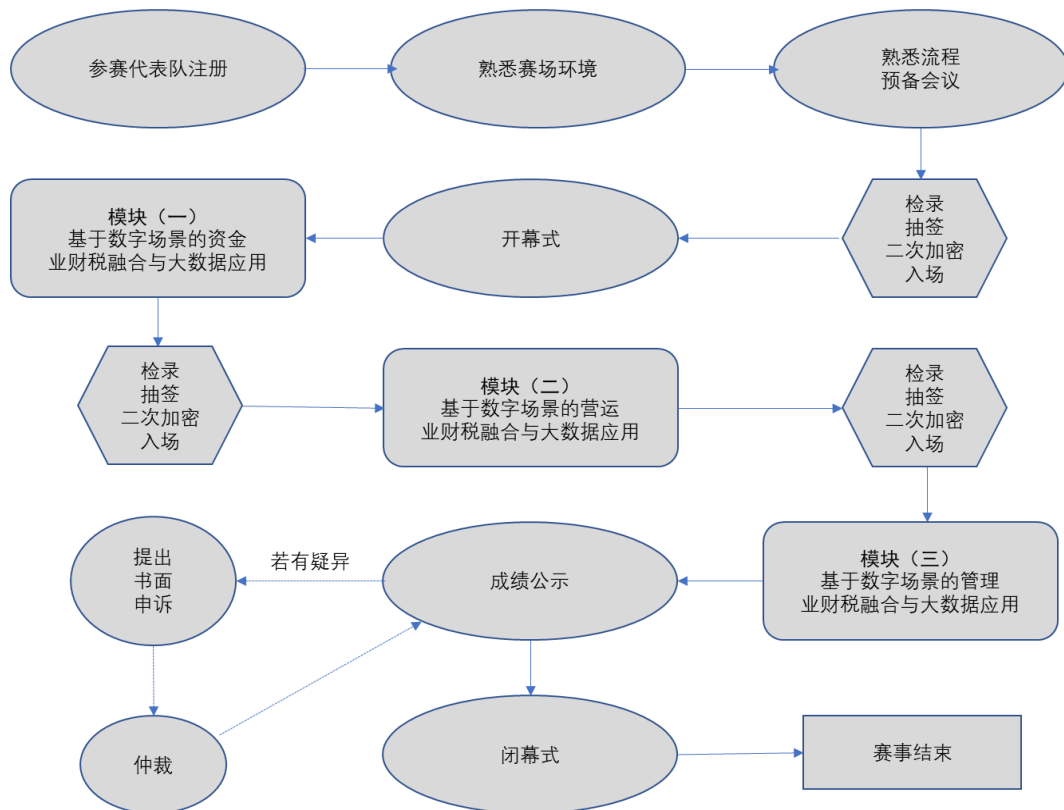 参赛代表队注册
熟悉赛场环境
熟悉流程
预备会议
检录
抽签
二次加密
入场
开幕式
模块（一）
基于数字场景的资金
业财税融合与大数据应用
检录
抽签
二次加密
入场
模块（二）
基于数字场景的营运
业财税融合与大数据应用
检录
抽签
二次加密
入场
模块（三）
基于数字场景的管理
业财税融合与大数据应用
成绩公示
若有疑异
提出
书面
申诉
仲裁
闭幕式
赛事结束